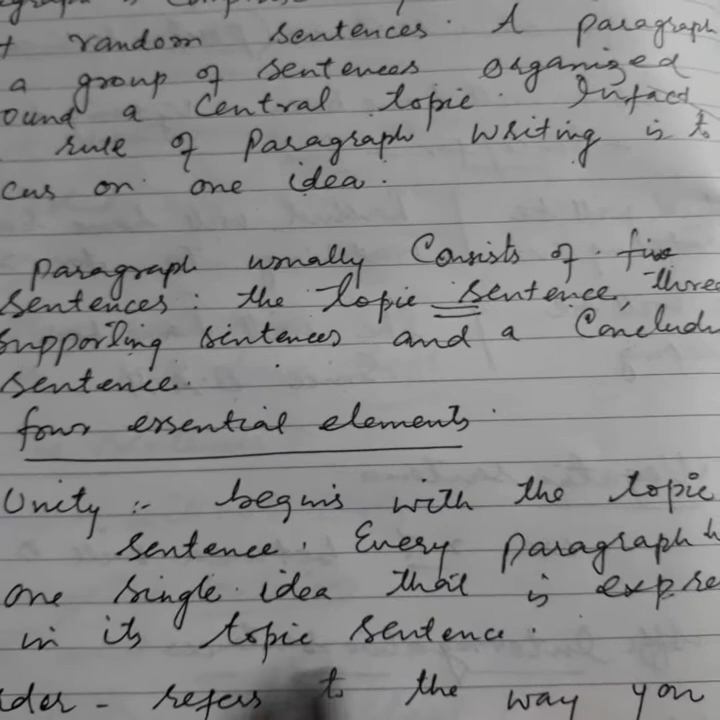 random sentences. A paragraph
a group of sentences organized
ound a Central topic. Infact
rule of Paragraph writing is to
cus on one idea.
paragraph usually Consists of five
sentences: the topic sentence, three
supporting sentences and a Conclud
sentence.
four essential elements.
Unity :- begins with the topic
sentence. Every paragraph h
one single idea that is expre
in its topic sentence.
der - refers to the way you